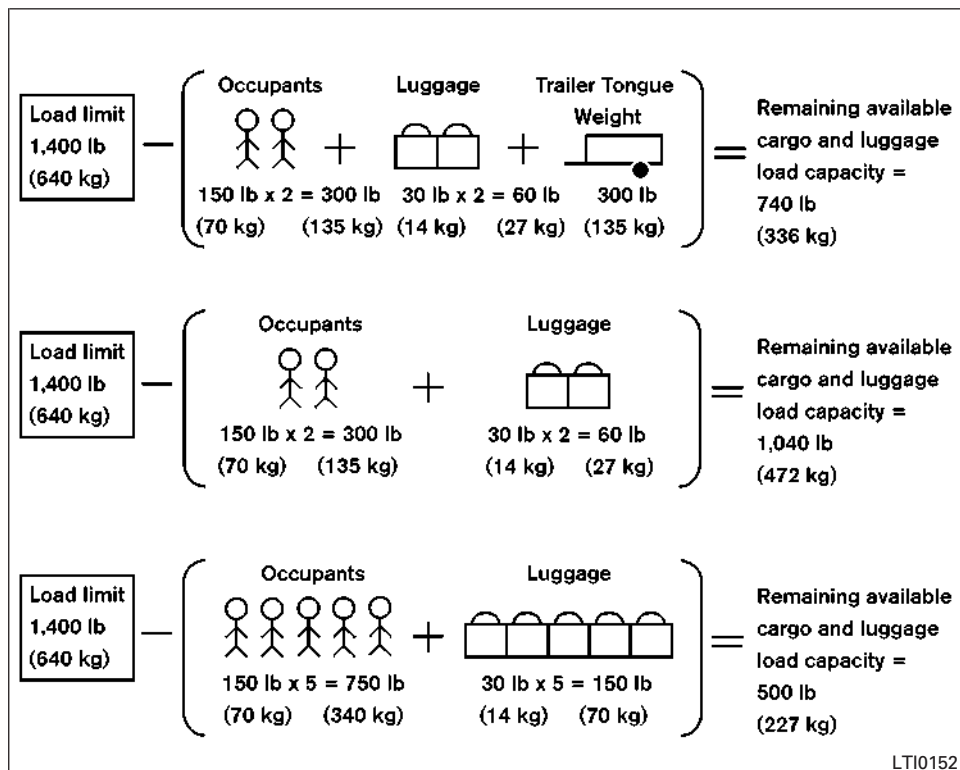 Occupants Luggage Trailer Tongue
Weight
Load limit
1,400 lb
(640 kg)
−
+
+
=
150 lb x 2 = 300 lb 30 lb x 2 = 60 lb 300 lb
(70 kg) (135 kg) (14 kg) (27 kg) (135 kg)
Remaining available
cargo and luggage
load capacity =
740 lb
(336 kg)
Occupants Luggage
Load limit
1,400 lb
(640 kg)
−
+
=
150 lb x 2 = 300 lb 30 lb x 2 = 60 lb
(70 kg) (135 kg) (14 kg) (27 kg)
Remaining available
cargo and luggage
load capacity =
1,040 lb
(472 kg)
Occupants Luggage
Load limit
1,400 lb
(640 kg)
−
+
=
150 lb x 5 = 750 lb 30 lb x 5 = 150 lb
(70 kg) (340 kg) (14 kg) (70 kg)
Remaining available
cargo and luggage
load capacity =
500 lb
(227 kg)
LTI0152